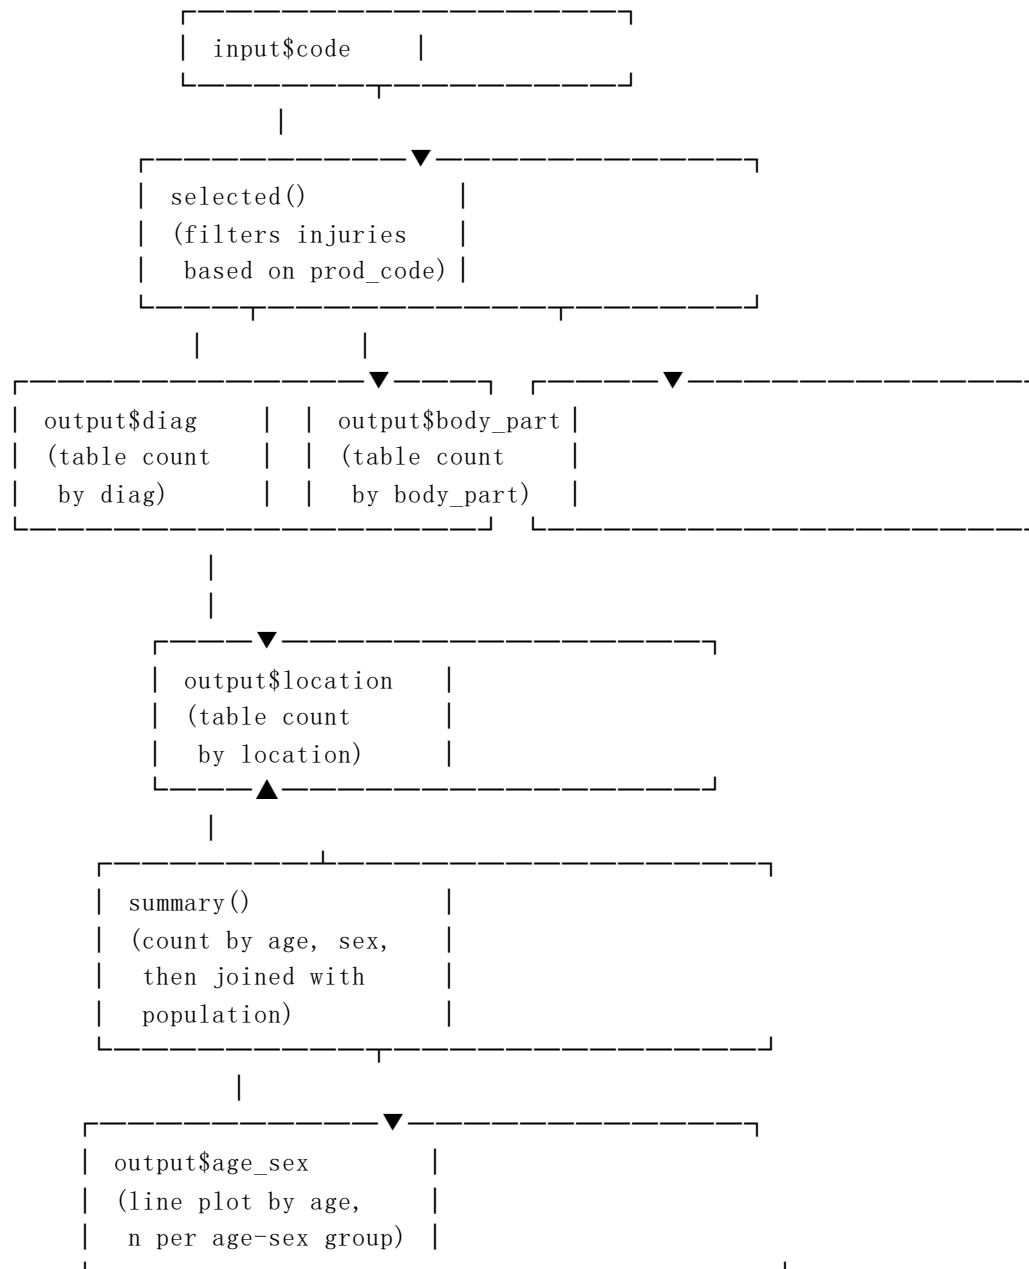 input$code
selected()
(filters injuries
based on prod_code)
output$diag
output$body_part
(table count
(table count
by diag)
by body_part)
output$location
(table count
by location)
summary()
(count by age, sex,
then joined with
population)
output$age_sex
(line plot by age,
n per age-sex group)